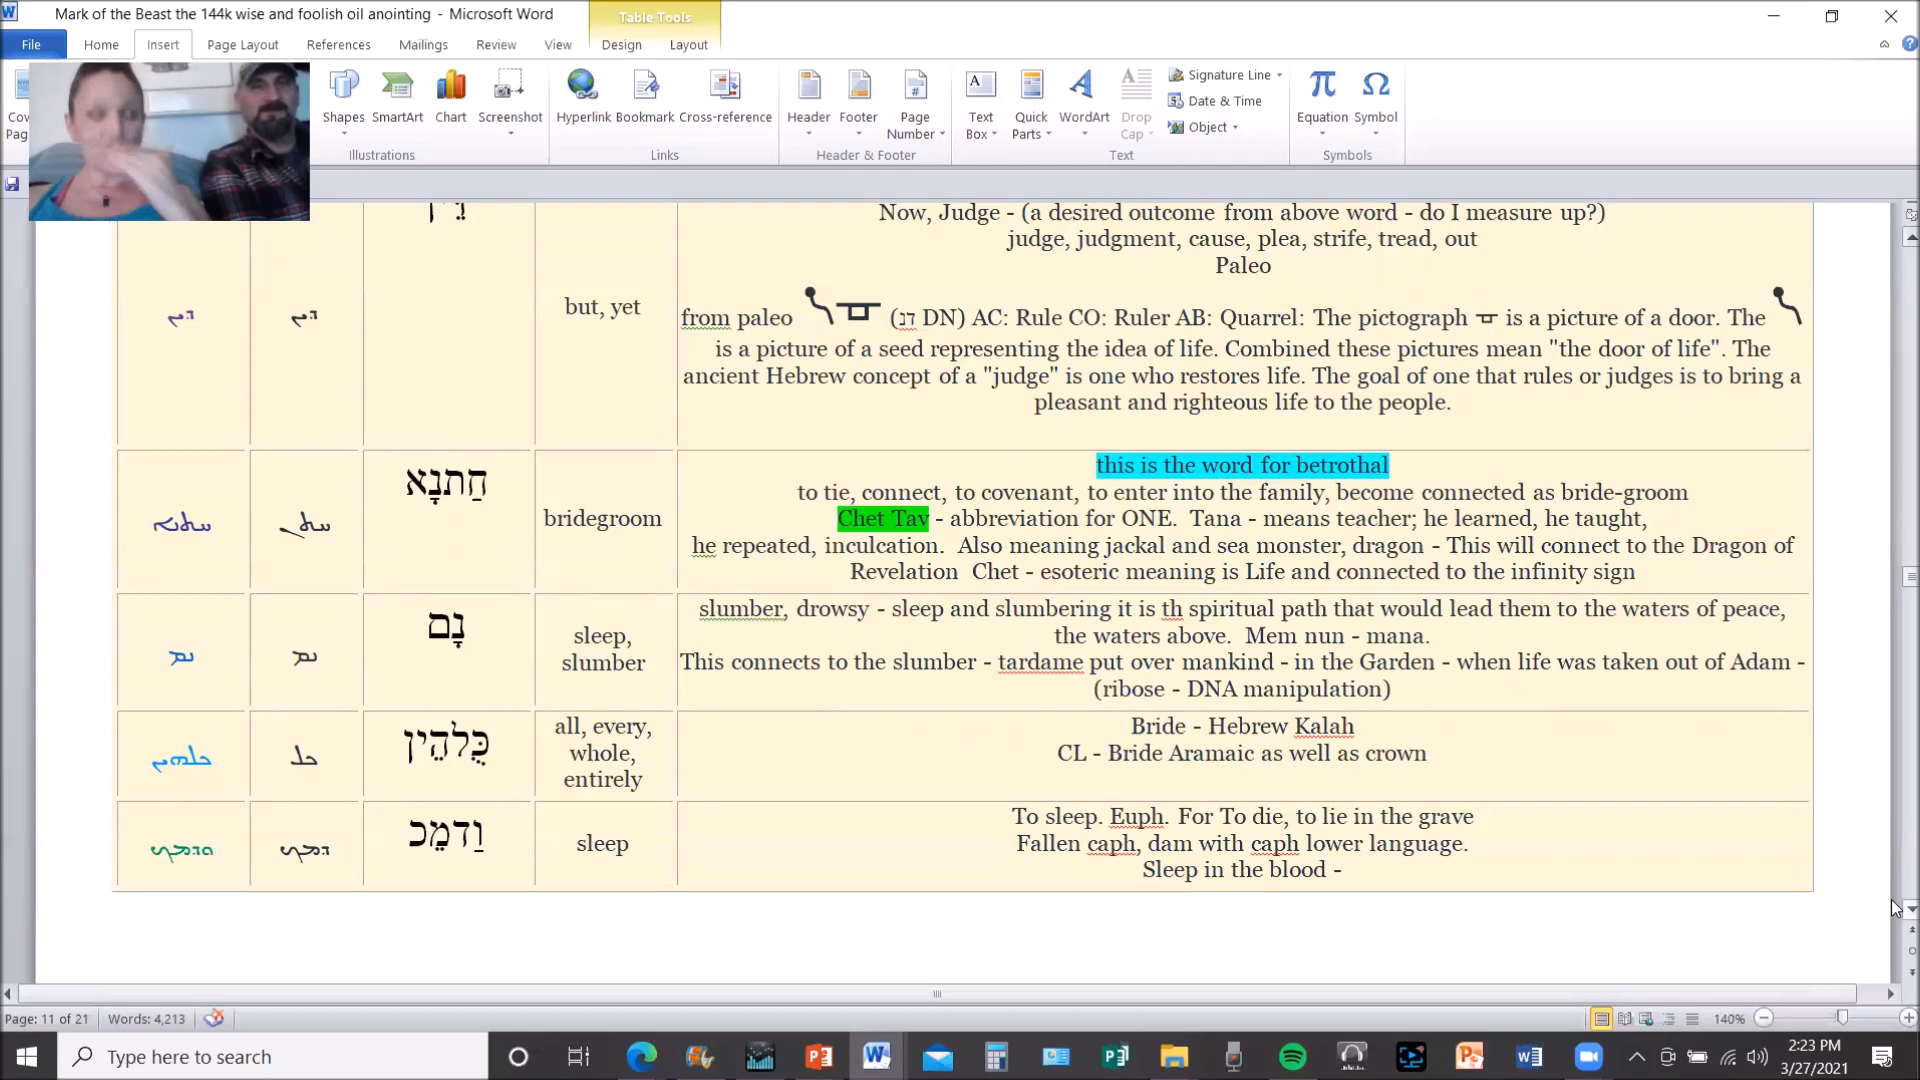 Mark of the Beast the 144k wise and foolish oil anointing - Microsoft Word
Table Tools
File Home Insert Page Layout References Mailings Review View Design Layout
Shapes SmartArt Chart Screenshot Hyperlink Bookmark Cross-reference Header Footer Page Number Text Box Quick Parts WordArt Drop Cap Signature Line Date & Time Object Equation Symbol
Illustrations Links Header & Footer Text Symbols
Now, Judge - (a desired outcome from above word - do I measure up?)
judge, judgment, cause, plea, strife, tread, out
Paleo
ܕܝܢ ܕܝܢ but, yet
from paleo (דנ DN) AC: Rule CO: Ruler AB: Quarrel: The pictograph is a picture of a door. The
is a picture of a seed representing the idea of life. Combined these pictures mean "the door of life". The
ancient Hebrew concept of a "judge" is one who restores life. The goal of one that rules or judges is to bring a
pleasant and righteous life to the people.
ܚܬܢܐ ܚܬܢ חַתנָא bridegroom
this is the word for betrothal
to tie, connect, to covenant, to enter into the family, become connected as bride-groom
Chet Tav - abbreviation for ONE. Tana - means teacher; he learned, he taught,
he repeated, inculcation. Also meaning jackal and sea monster, dragon - This will connect to the Dragon of
Revelation Chet - esoteric meaning is Life and connected to the infinity sign
ܢܡ ܢܡ נָם sleep, slumber
slumber, drowsy - sleep and slumbering it is th spiritual path that would lead them to the waters of peace,
the waters above. Mem nun - mana.
This connects to the slumber - tardame put over mankind - in the Garden - when life was taken out of Adam -
(ribose - DNA manipulation)
ܟܠܗܝܢ ܟܠ כֻּלהֵין all, every, whole, entirely
Bride - Hebrew Kalah
CL - Bride Aramaic as well as crown
ܘܕܡܟ ܕܡܟ וַדמֵכ sleep
To sleep. Euph. For To die, to lie in the grave
Fallen caph, dam with caph lower language.
Sleep in the blood -
Page: 11 of 21 Words: 4,213 140%
Type here to search
2:23 PM
3/27/2021